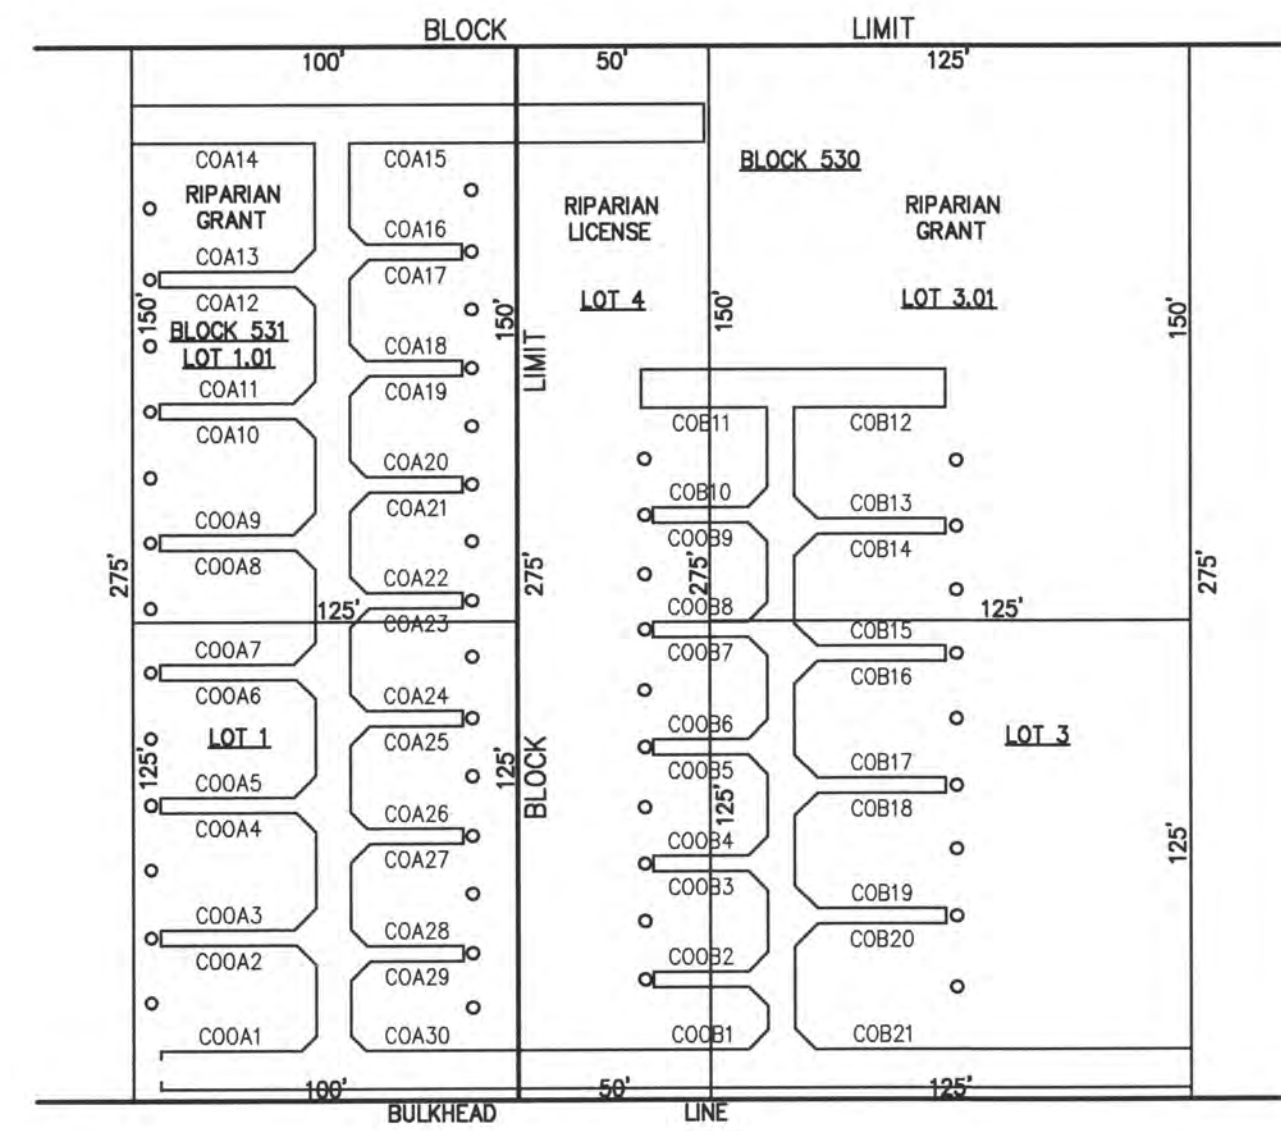 BLOCK LIMIT
100' 50' 125'
COA14 COA15
BLOCK 530
RIPARIAN
GRANT
RIPARIAN
LICENSE
RIPARIAN
GRANT
COA13 COA16
COA12 COA17
LOT 4
LOT 3.01
150' 150' 150' 150'
BLOCK 531
LOT 1.01
COA18
LIMIT
COA11 COA19
COA10 COA20
COB11 COB12
COA21 COB10 COB13
COOA9 COOB9 COB14
COOA8 COA22
275' 275' 275' 275'
COOB8
125' 125'
COA23 COB15
COOA7 COOB7
COOA6 COA24 COB16
LOT 1
COOB6
LOT 3
COA25 COOB5 COB17
125' 125' 125' 125'
BLOCK
COOA5 COB18
COOA4 COA26 COOB4
COA27 COOB3 COB19
COOA3 COA28 COB20
COOA2 COA29 COOB2
COOA1 COA30 COOB1 COB21
100' 50' 125'
BULKHEAD LINE